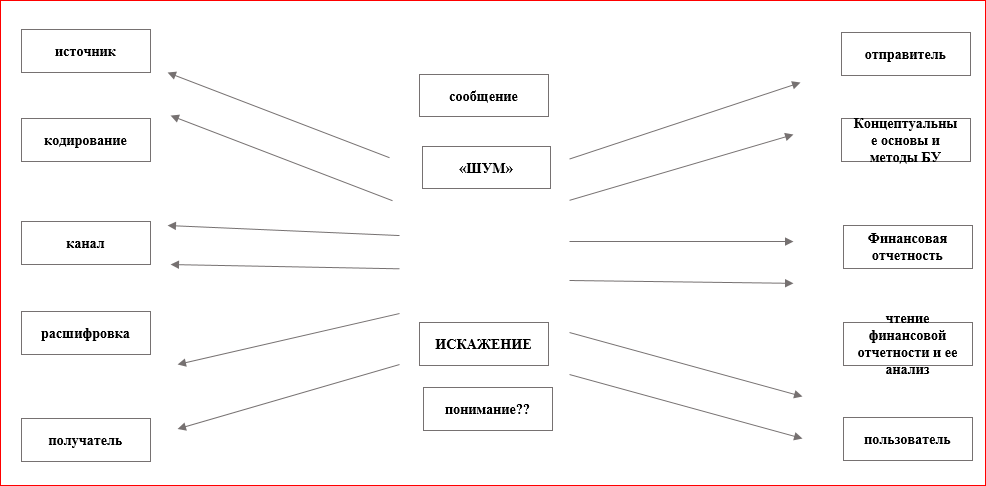 источник
кодирование
канал
расшифровка
получатель
сообщение
«ШУМ»
ИСКАЖЕНИЕ
понимание??
отправитель
Концептуальны
е основы и
методы БУ
Финансовая
отчетность
чтение
финансовой
отчетности и ее
анализ
пользователь